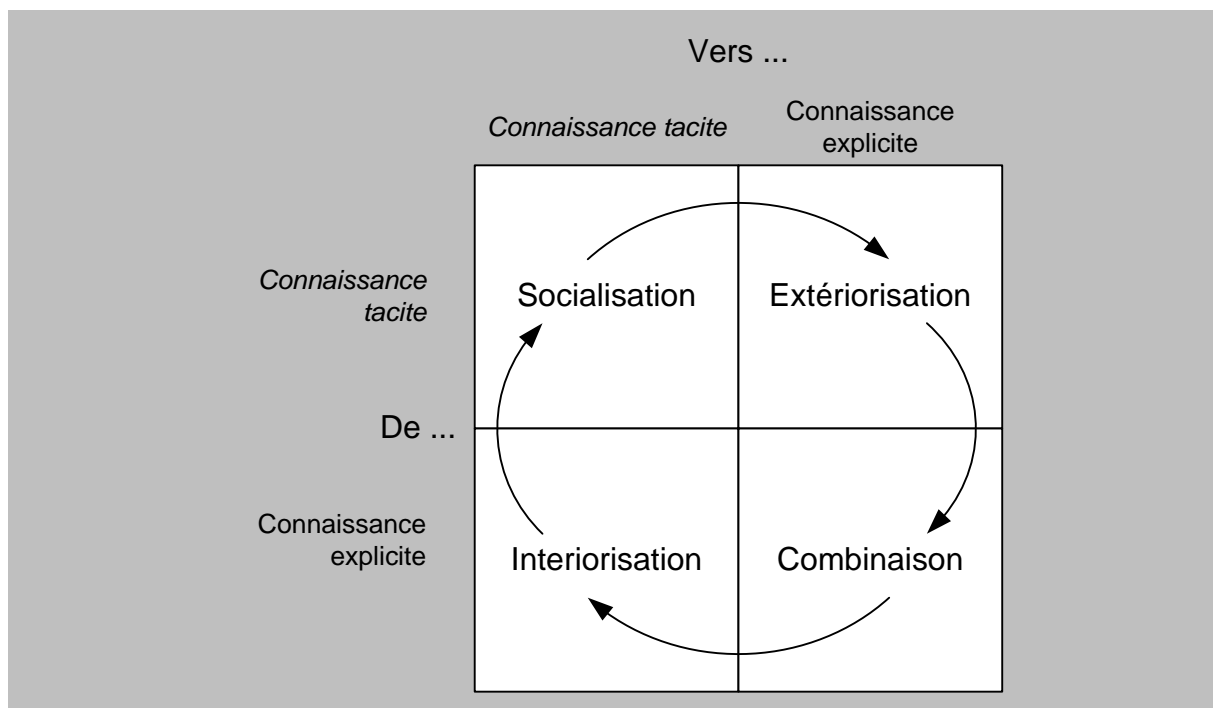 Vers ...
Connaissance tacite
Connaissance
explicite
Connaissance
tacite
Socialisation
Extériorisation
De ...
Connaissance
explicite
Interiorisation
Combinaison